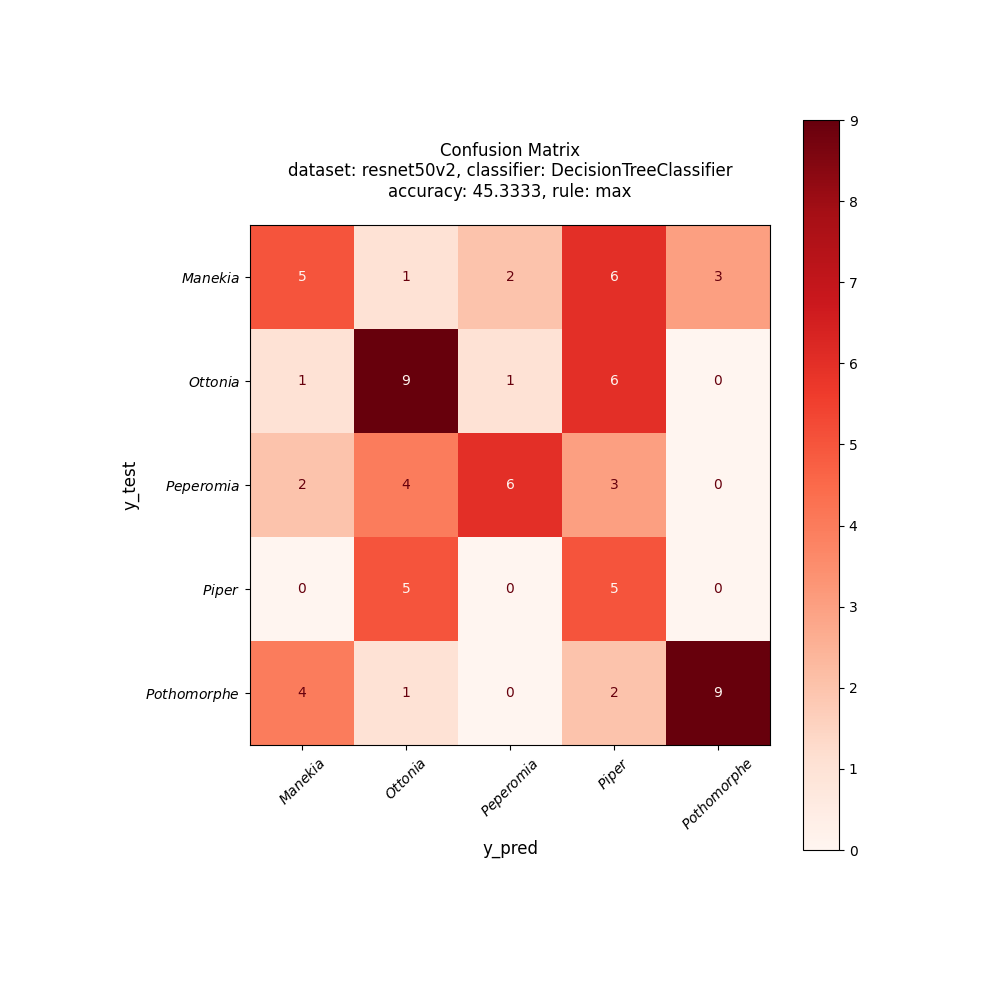 Confusion Matrix
dataset: resnet50v2, classifier: DecisionTreeClassifier
accuracy: 45.3333, rule: max
y_test
Manekia 5 1 2 6 3
Ottonia 1 9 1 6 0
Peperomia 2 4 6 3 0
Piper 0 5 0 5 0
Pothomorphe 4 1 0 2 9
Manekia Ottonia Peperomia Piper Pothomorphe
y_pred
9
8
7
6
5
4
3
2
1
0